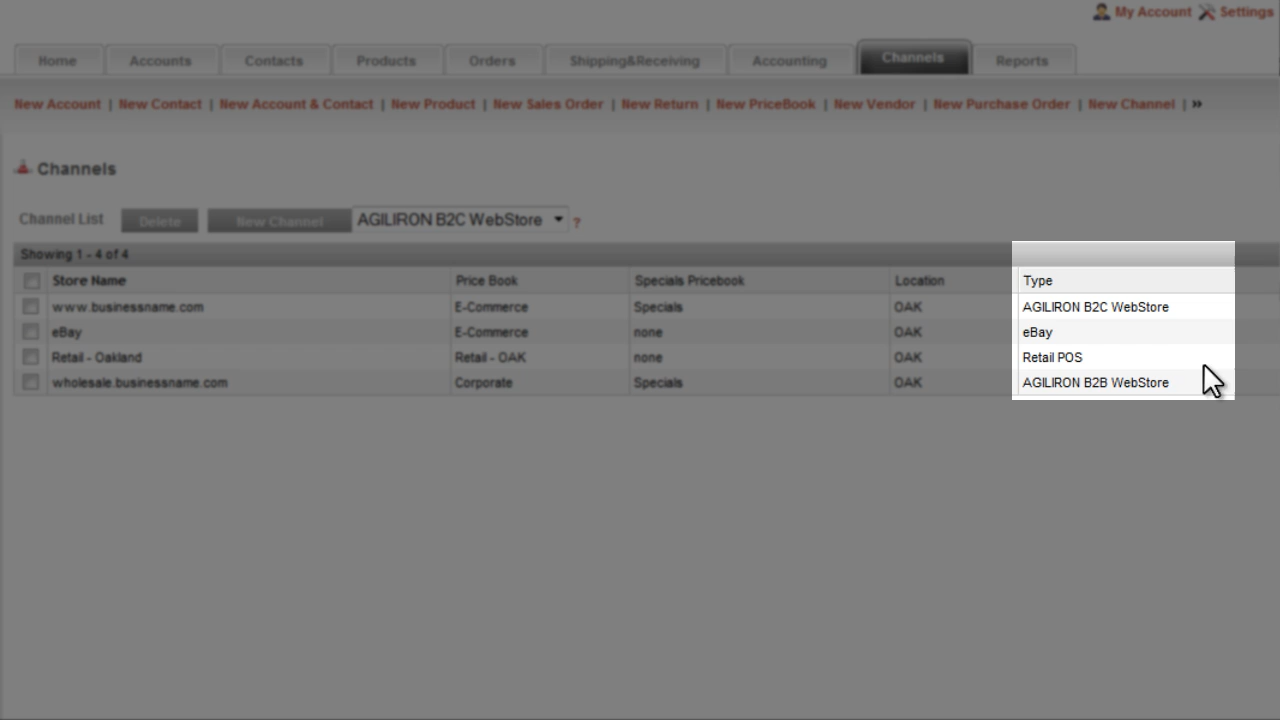 My Account Settings
Home Accounts Contacts Products Orders Shipping&Receiving Accounting Channels Reports
New Account | New Contact | New Account & Contact | New Product | New Sales Order | New Return | New PriceBook | New Vendor | New Purchase Order | New Channel | »
Channels
Channel List Delete New Channel AGILIRON B2C WebStore ?
Showing 1 - 4 of 4
Store Name Price Book Specials Pricebook Location Type
www.businessname.com E-Commerce Specials OAK AGILIRON B2C WebStore
eBay E-Commerce none OAK eBay
Retail - Oakland Retail - OAK none OAK Retail POS
wholesale.businessname.com Corporate Specials OAK AGILIRON B2B WebStore